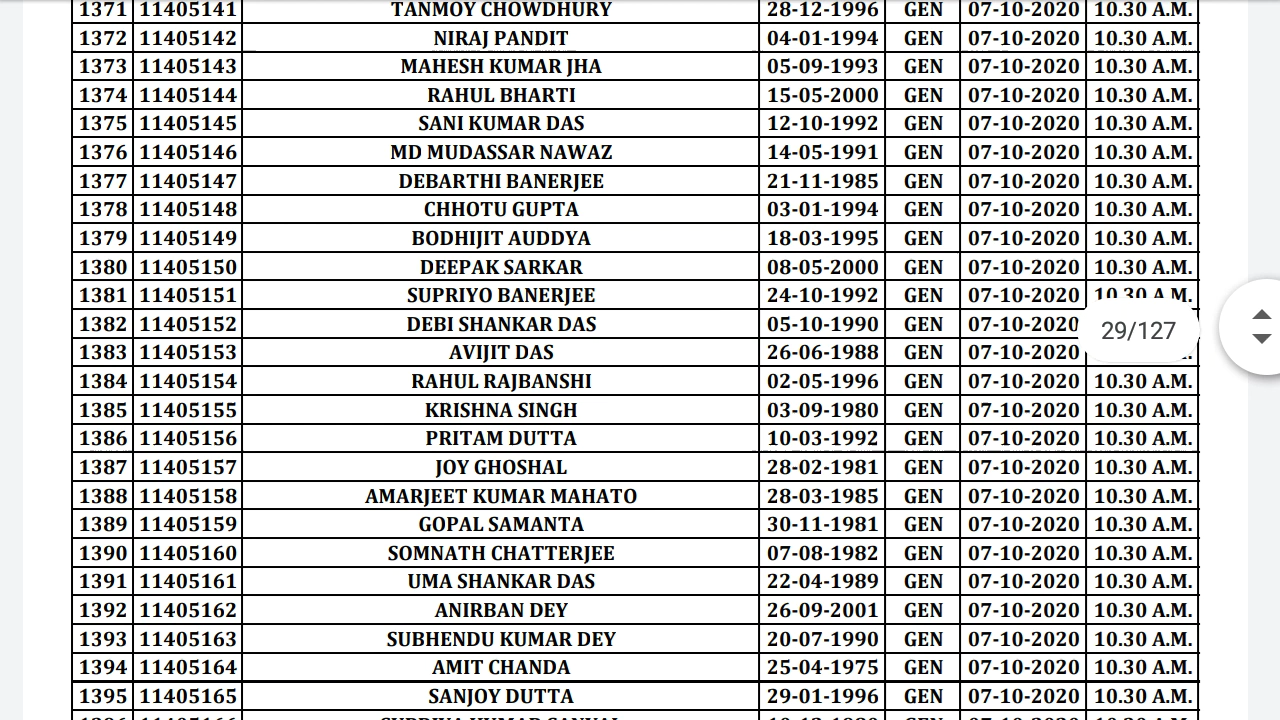 1371 11405141 TANMOY CHOWDHURY 28-12-1996 GEN 07-10-2020 10.30 A.M.
1372 11405142 NIRAJ PANDIT 04-01-1994 GEN 07-10-2020 10.30 A.M.
1373 11405143 MAHESH KUMAR JHA 05-09-1993 GEN 07-10-2020 10.30 A.M.
1374 11405144 RAHUL BHARTI 15-05-2000 GEN 07-10-2020 10.30 A.M.
1375 11405145 SANI KUMAR DAS 12-10-1992 GEN 07-10-2020 10.30 A.M.
1376 11405146 MD MUDASSAR NAWAZ 14-05-1991 GEN 07-10-2020 10.30 A.M.
1377 11405147 DEBARTHI BANERJEE 21-11-1985 GEN 07-10-2020 10.30 A.M.
1378 11405148 CHHOTU GUPTA 03-01-1994 GEN 07-10-2020 10.30 A.M.
1379 11405149 BODHIJIT AUDDYA 18-03-1995 GEN 07-10-2020 10.30 A.M.
1380 11405150 DEEPAK SARKAR 08-05-2000 GEN 07-10-2020 10.30 A.M.
1381 11405151 SUPRIYO BANERJEE 24-10-1992 GEN 07-10-2020 10.30 A.M.
1382 11405152 DEBI SHANKAR DAS 05-10-1990 GEN 07-10-2020
29/127
1383 11405153 AVIJIT DAS 26-06-1988 GEN 07-10-2020
1384 11405154 RAHUL RAJBANSHI 02-05-1996 GEN 07-10-2020 10.30 A.M.
1385 11405155 KRISHNA SINGH 03-09-1980 GEN 07-10-2020 10.30 A.M.
1386 11405156 PRITAM DUTTA 10-03-1992 GEN 07-10-2020 10.30 A.M.
1387 11405157 JOY GHOSHAL 28-02-1981 GEN 07-10-2020 10.30 A.M.
1388 11405158 AMARJEET KUMAR MAHATO 28-03-1985 GEN 07-10-2020 10.30 A.M.
1389 11405159 GOPAL SAMANTA 30-11-1981 GEN 07-10-2020 10.30 A.M.
1390 11405160 SOMNATH CHATTERJEE 07-08-1982 GEN 07-10-2020 10.30 A.M.
1391 11405161 UMA SHANKAR DAS 22-04-1989 GEN 07-10-2020 10.30 A.M.
1392 11405162 ANIRBAN DEY 26-09-2001 GEN 07-10-2020 10.30 A.M.
1393 11405163 SUBHENDU KUMAR DEY 20-07-1990 GEN 07-10-2020 10.30 A.M.
1394 11405164 AMIT CHANDA 25-04-1975 GEN 07-10-2020 10.30 A.M.
1395 11405165 SANJOY DUTTA 29-01-1996 GEN 07-10-2020 10.30 A.M.